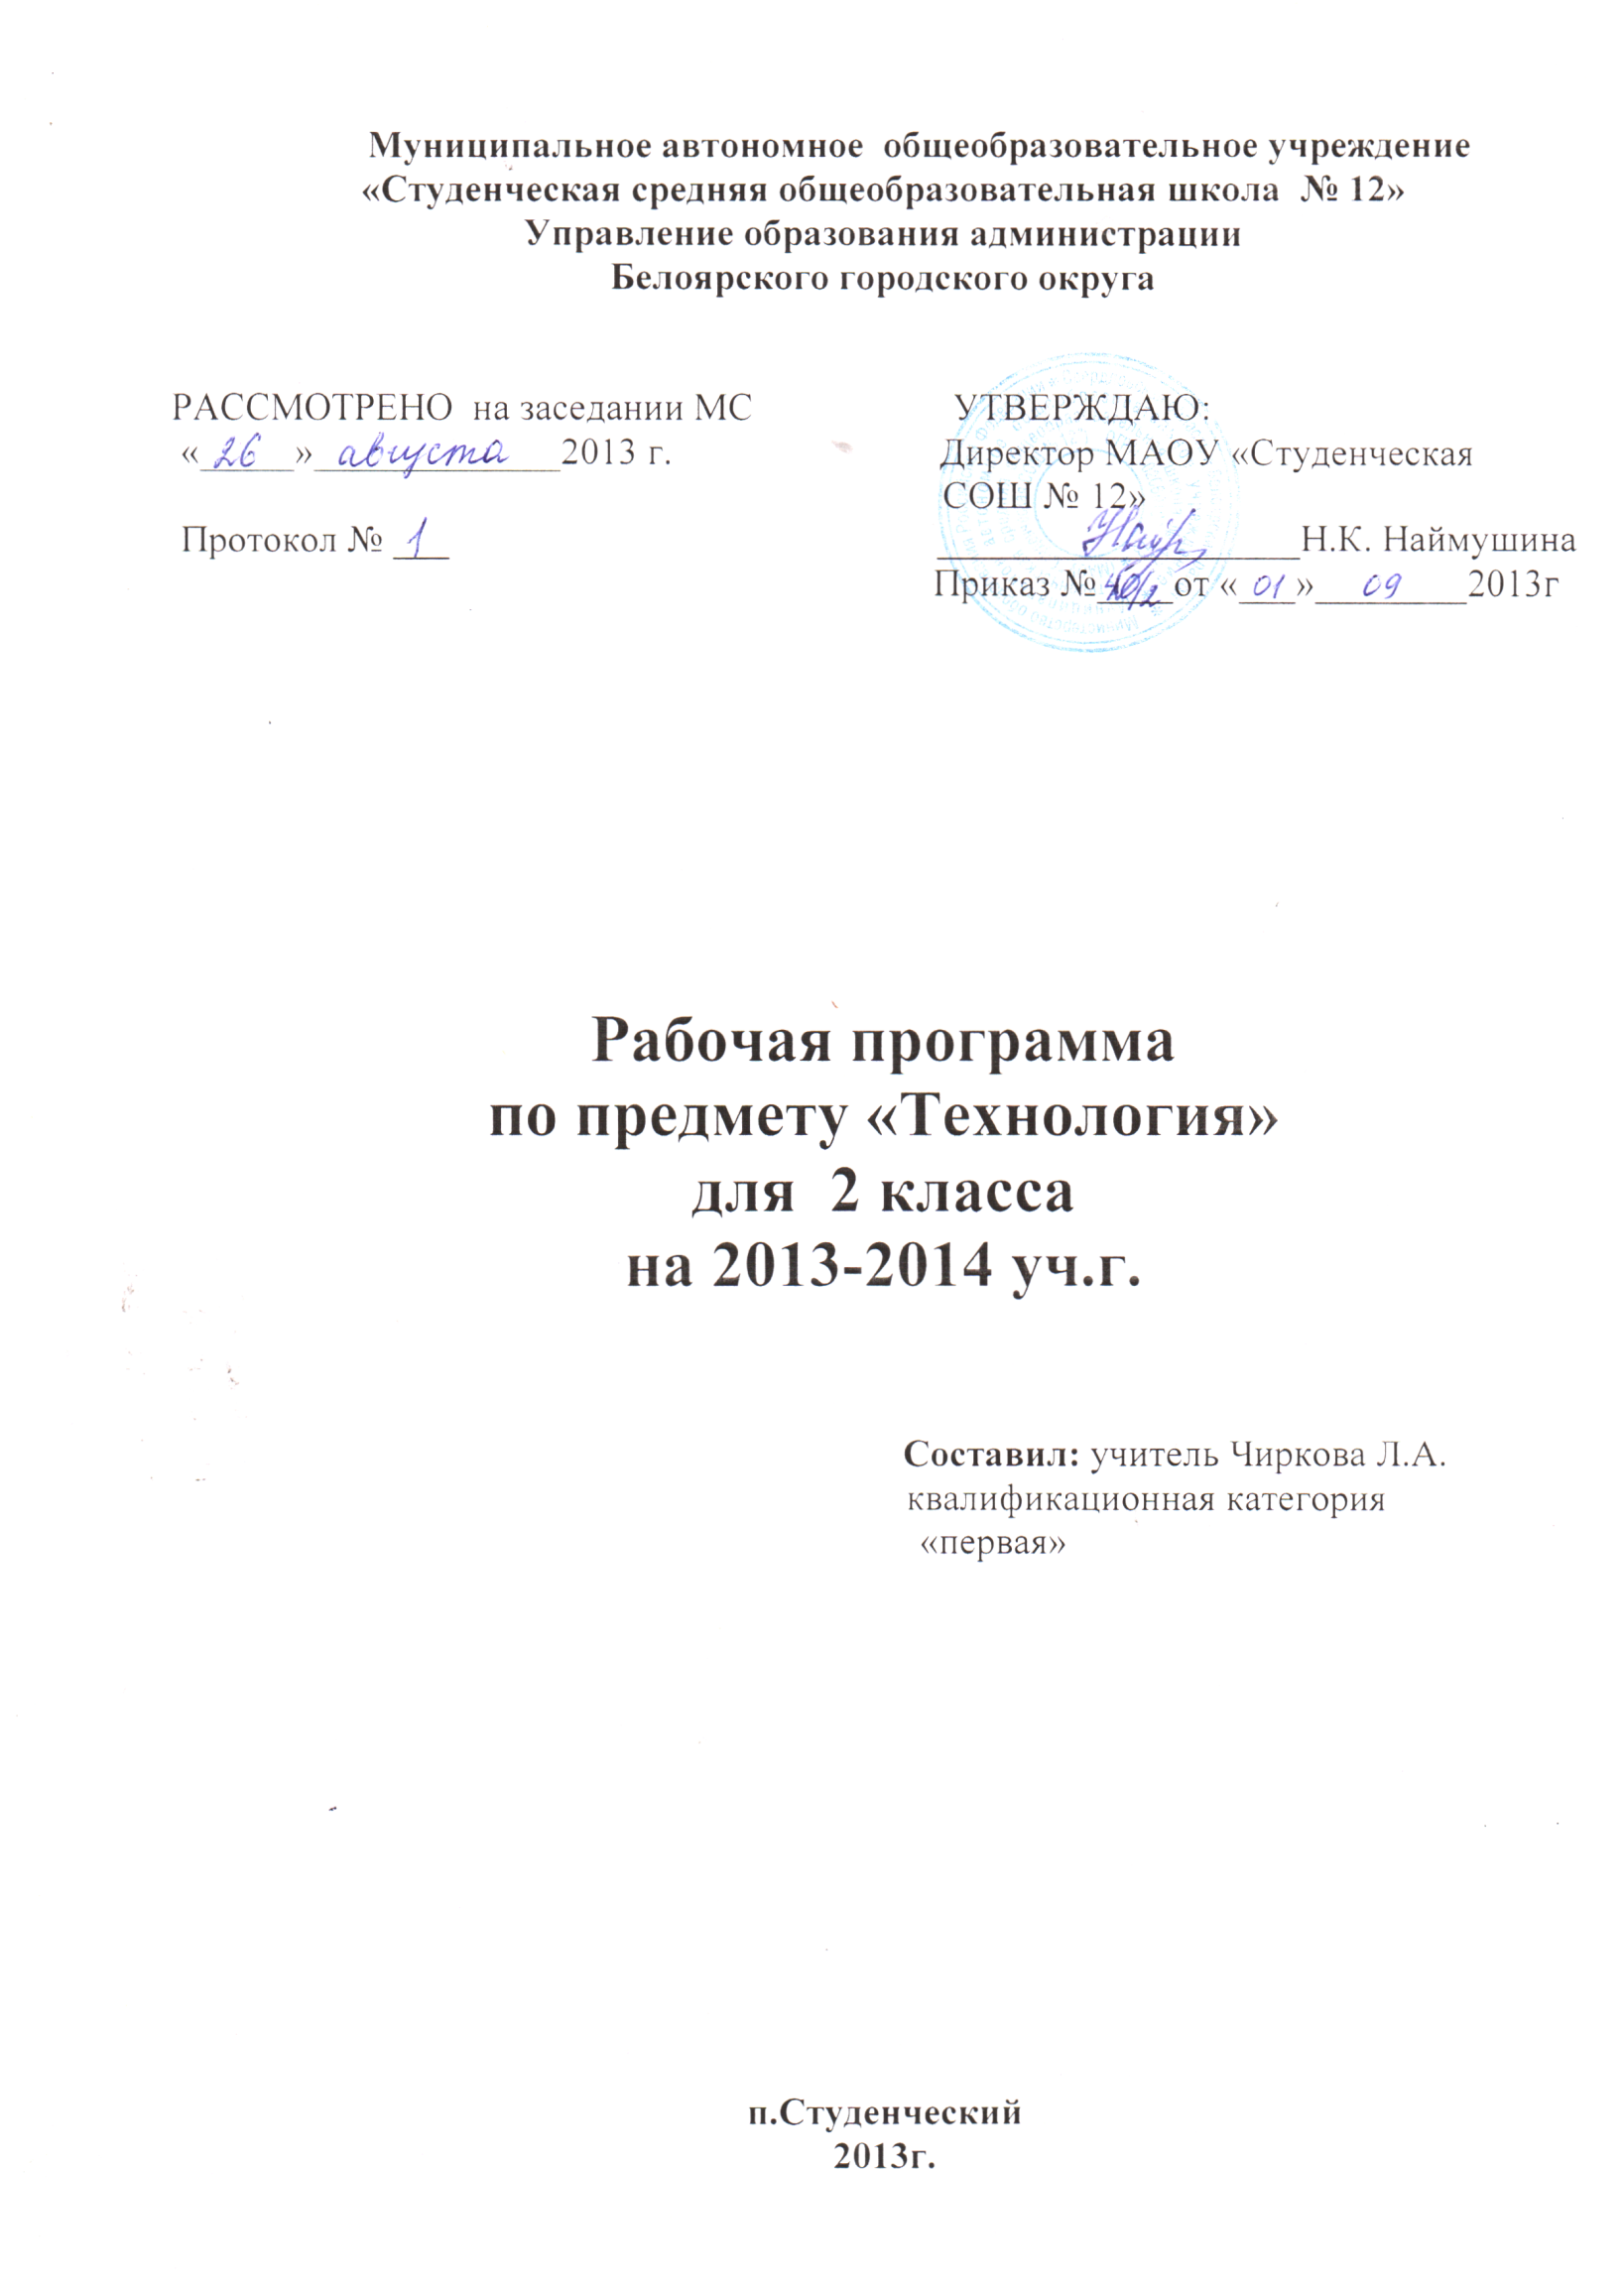 Муниципальное автономное общеобразовательное учреждение
«Студенческая средняя общеобразовательная школа № 12»
Управление образования администрации
Белоярского городского округа
РАССМОТРЕНО на заседании МС
«26» августа 2013 г.
Протокол № 1
УТВЕРЖДАЮ:
Директор МАОУ «Студенческая
СОШ № 12»
Н.К. Наймушина
Приказ № от «01» 09 2013г
Рабочая программа
по предмету «Технология»
для 2 класса
на 2013-2014 уч.г.
Составил: учитель Чиркова Л.А.
квалификационная категория
«первая»
п.Студенческий
2013г.